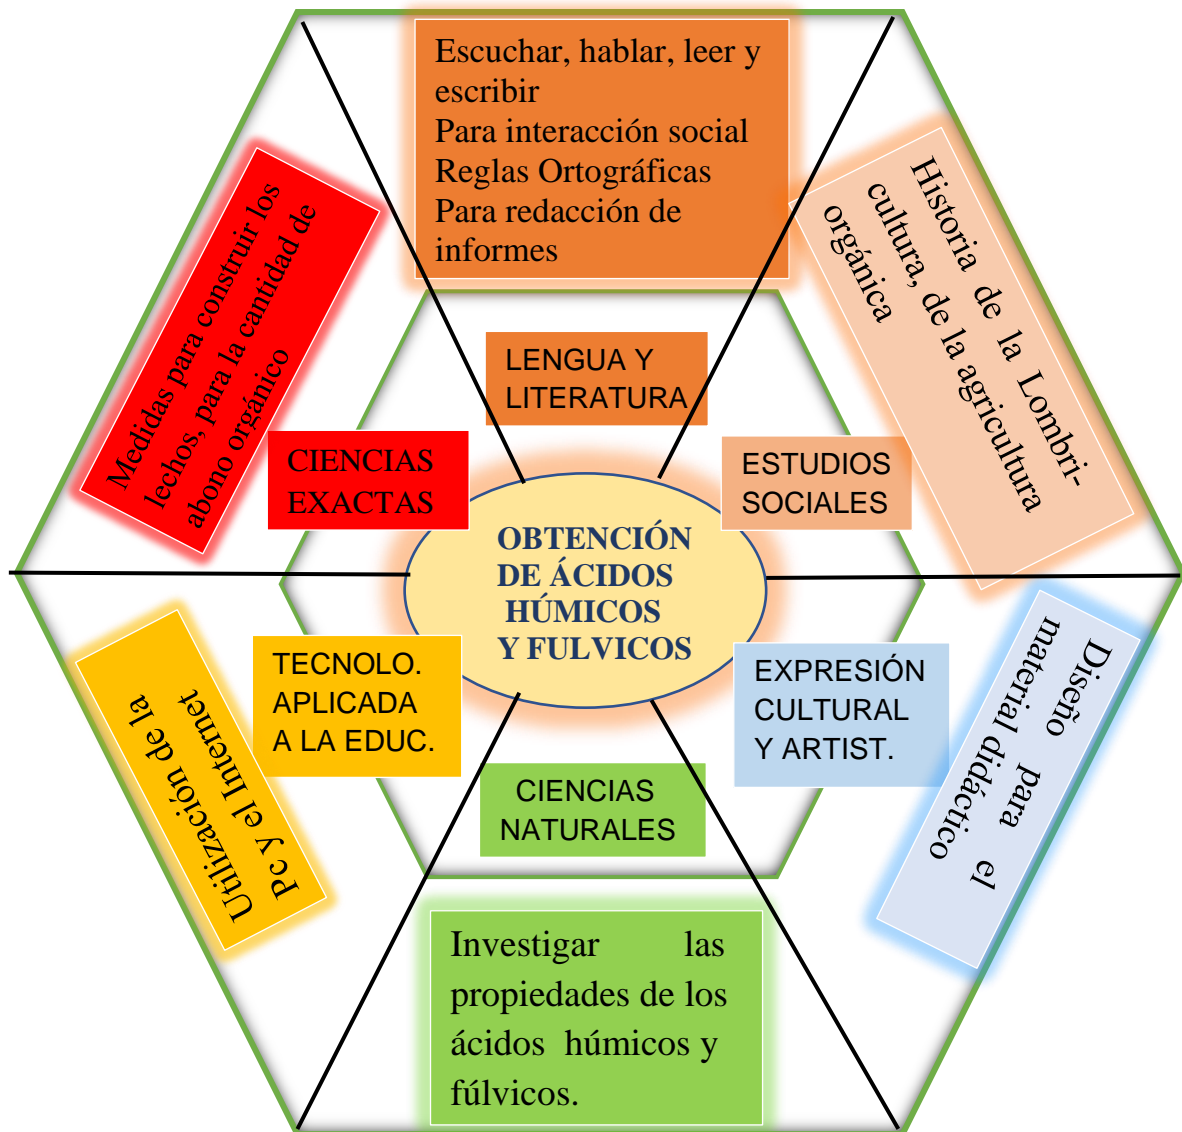 Escuchar, hablar, leer y
escribir
Para interacción social
Reglas Ortográficas
Para redacción de
informes
LENGUA Y
LITERATURA
Historia de la Lombri-
cultura, de la agricultura
orgánica
ESTUDIOS
SOCIALES
Medidas para construir los
lechos, para la cantidad de
abono orgánico
CIENCIAS
EXACTAS
OBTENCIÓN
DE ÁCIDOS
HÚMICOS
Y FULVICOS
TECNOLO.
APLICADA
A LA EDUC.
Utilización de la
Pc y el Internet
EXPRESIÓN
CULTURAL
Y ARTIST.
Diseño para el
material didáctico
CIENCIAS
NATURALES
Investigar las
propiedades de los
ácidos húmicos y
fúlvicos.